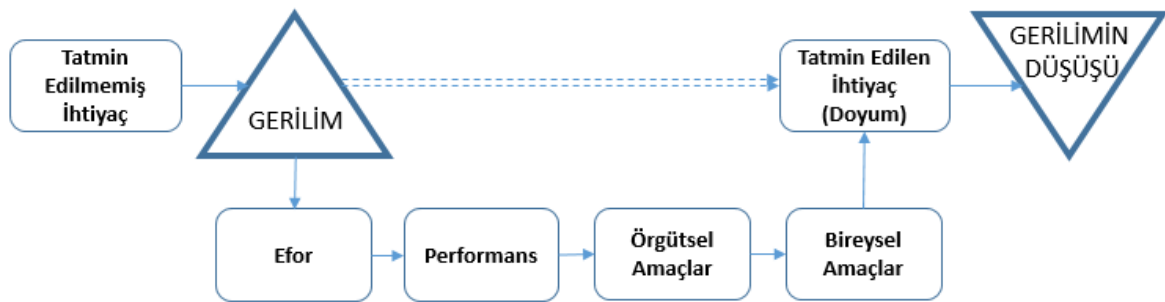 Tatmin
Edilmemiş
İhtiyaç
GERİLİM
Tatmin Edilen
İhtiyaç
(Doyum)
GERİLİMİN
DÜŞÜŞÜ
Efor
Performans
Örgütsel
Amaçlar
Bireysel
Amaçlar